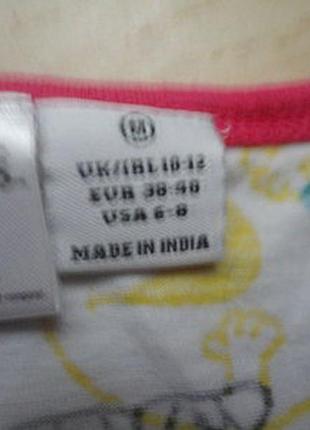 M
UK/IRL 10-12
EUR 38-40
USA 6-8
MADE IN INDIA